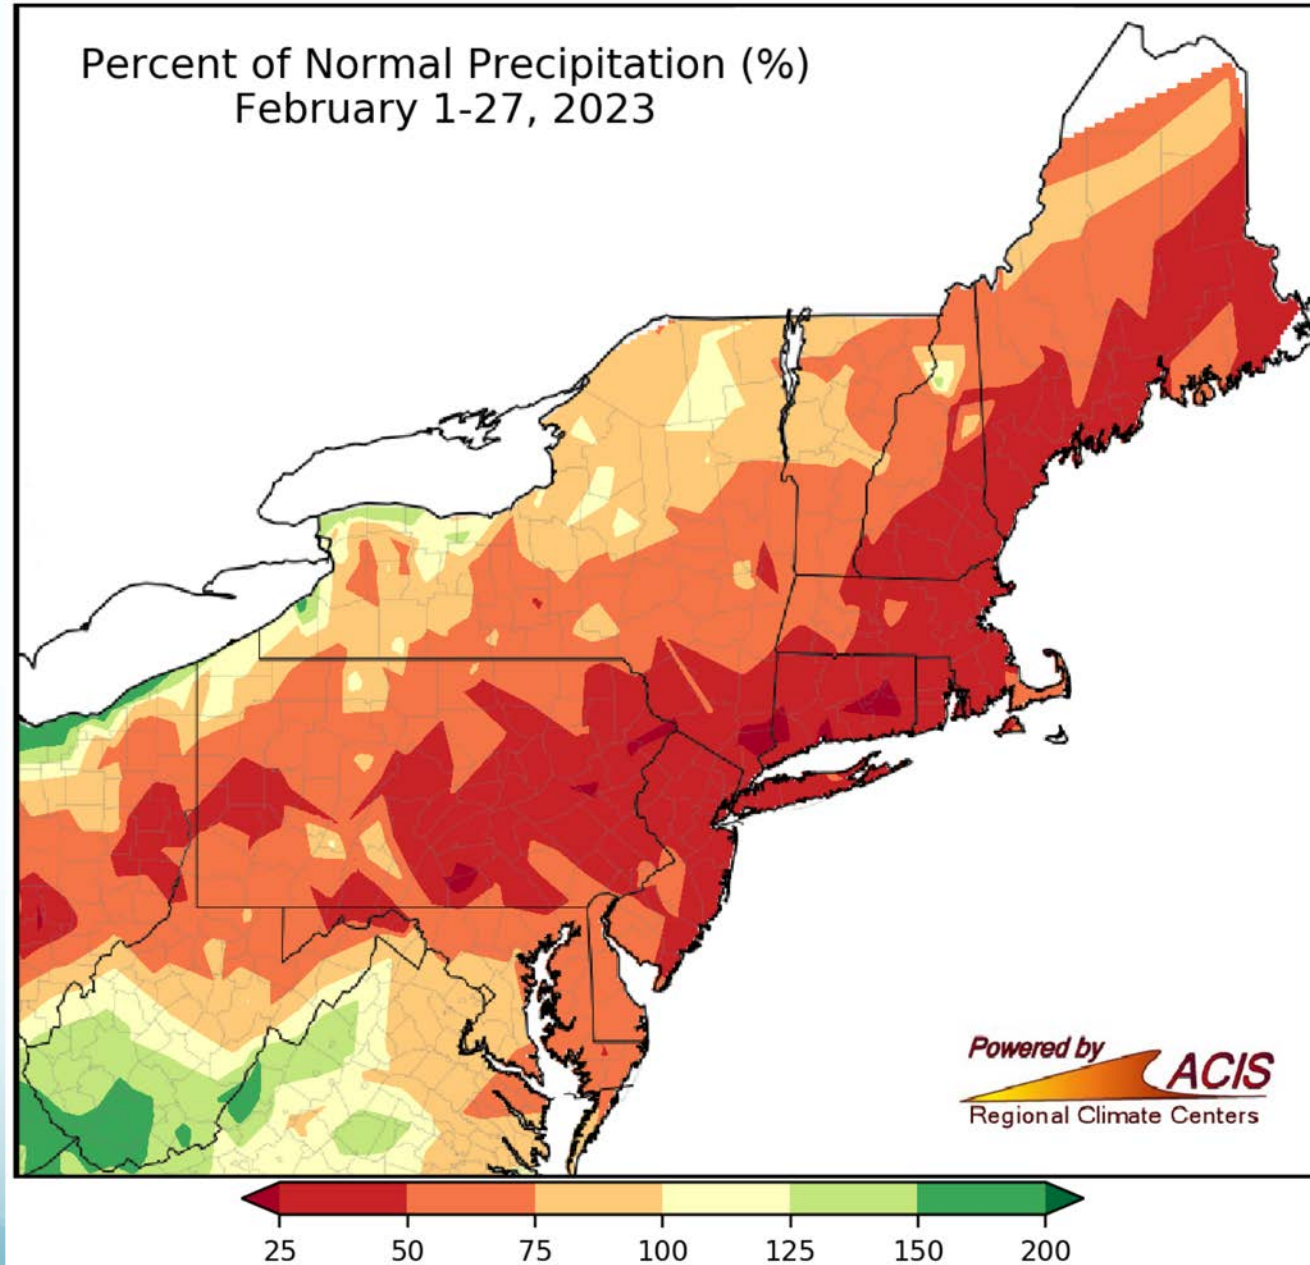 Percent of Normal Precipitation (%)
February 1-27, 2023
Powered by
ACIS
Regional Climate Centers
25 50 75 100 125 150 200